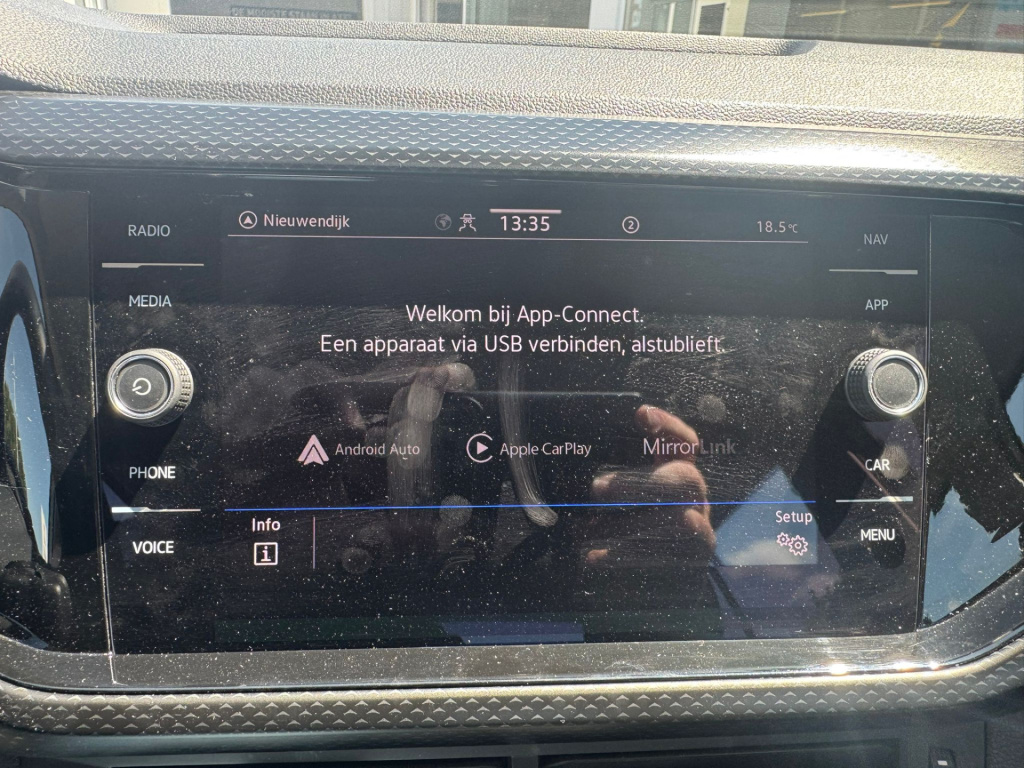 RADIO
MEDIA
PHONE
VOICE
Nieuwendijk
13:35
2
18.5°C
Welkom bij App-Connect.
Een apparaat via USB verbinden, alstublieft.
Android Auto
Apple CarPlay
MirrorLink
Info
i
Setup
NAV
APP
CAR
MENU